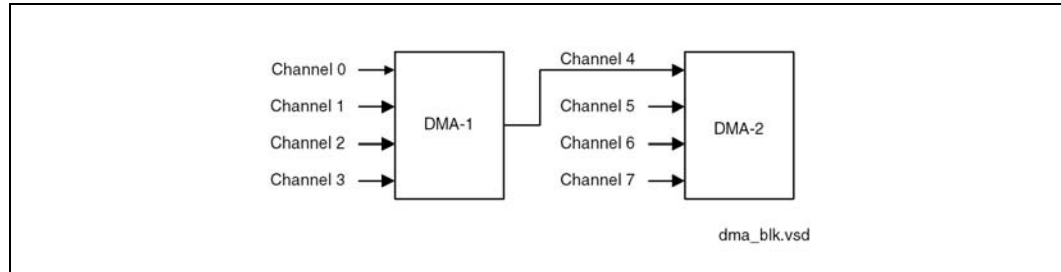 Channel 0
Channel 1
Channel 2
Channel 3
DMA-1
Channel 4
Channel 5
Channel 6
Channel 7
DMA-2
dma_blk.vsd